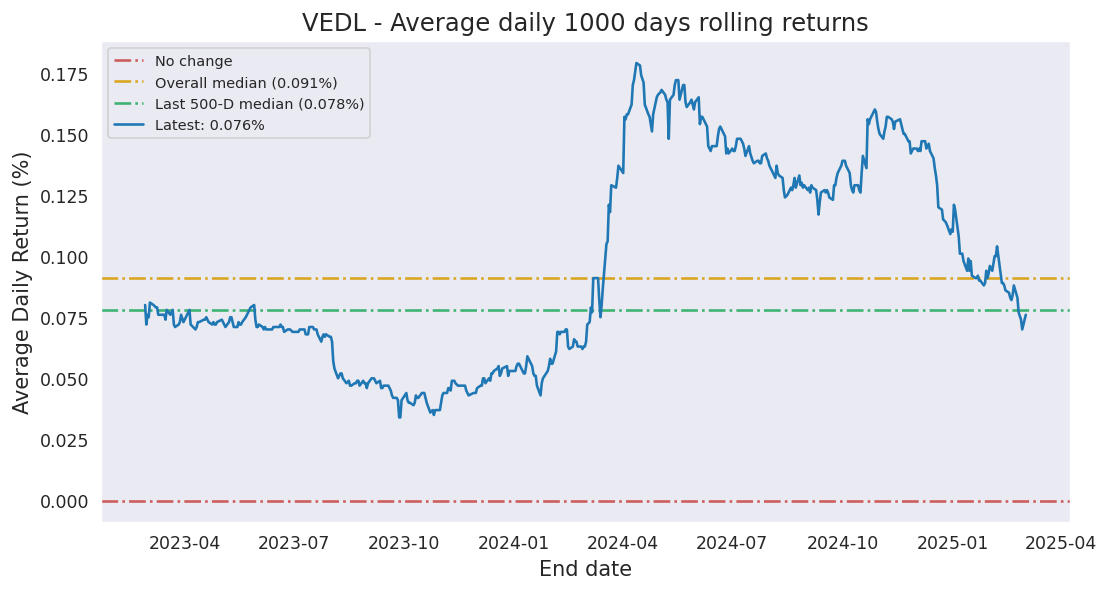 VEDL - Average daily 1000 days rolling returns
No change
Overall median (0.091%)
Last 500-D median (0.078%)
Latest: 0.076%
Average Daily Return (%)
0.175
0.150
0.125
0.100
0.075
0.050
0.025
0.000
2023-04 2023-07 2023-10 2024-01 2024-04 2024-07 2024-10 2025-01 2025-04
End date